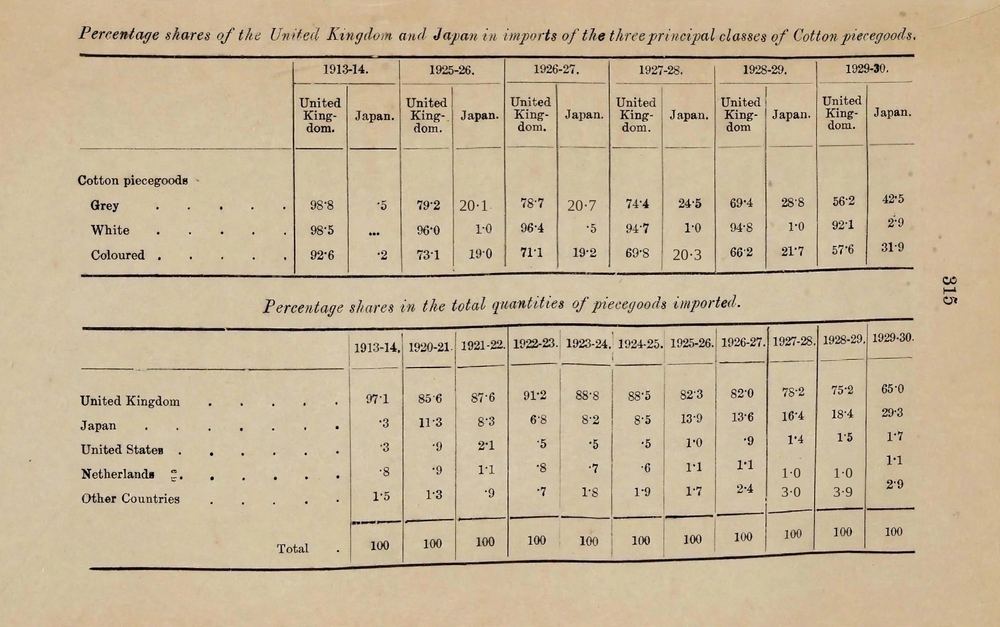 Percentage shares of the United Kingdom and Japan in imports of the three principal classes of Cotton piecegoods.
1913-14. 1925-26. 1926-27. 1927-28. 1928-29. 1929-30.
United King-dom. Japan. United King-dom. Japan. United King-dom. Japan. United King-dom. Japan. United King-dom Japan. United King-dom. Japan.
Cotton piecegoods
Grey . . . . . 98·8 ·5 79·2 20·1 78·7 20·7 74·4 24·5 69·4 28·8 56·2 42·5
White . . . . . 98·5 ... 96·0 1·0 96·4 ·5 94·7 1·0 94·8 1·0 92·1 2·9
Coloured . . . . . 92·6 ·2 73·1 19·0 71·1 19·2 69·8 20·3 66·2 21·7 57·6 31·9
315
Percentage shares in the total quantities of piecegoods imported.
1913-14. 1920-21. 1921-22. 1922-23. 1923-24. 1924-25. 1925-26. 1926-27. 1927-28. 1928-29. 1929-30.
United Kingdom . . . . . 97·1 85·6 87·6 91·2 88·8 88·5 82·3 82·0 78·2 75·2 65·0
Japan . . . . . . . ·3 11·3 8·3 6·8 8·2 8·5 13·9 13·6 16·4 18·4 29·3
United States . . . . . . ·3 ·9 2·1 ·5 ·5 ·5 1·0 ·9 1·4 1·5 1·7
Netherlands . . . . . ·8 ·9 1·1 ·8 ·7 ·6 1·1 1·1 1·0 1·0 1·1
Other Countries . . . . . 1·5 1·3 ·9 ·7 1·8 1·9 1·7 2·4 3·0 3·9 2·9
Total . 100 100 100 100 100 100 100 100 100 100 100